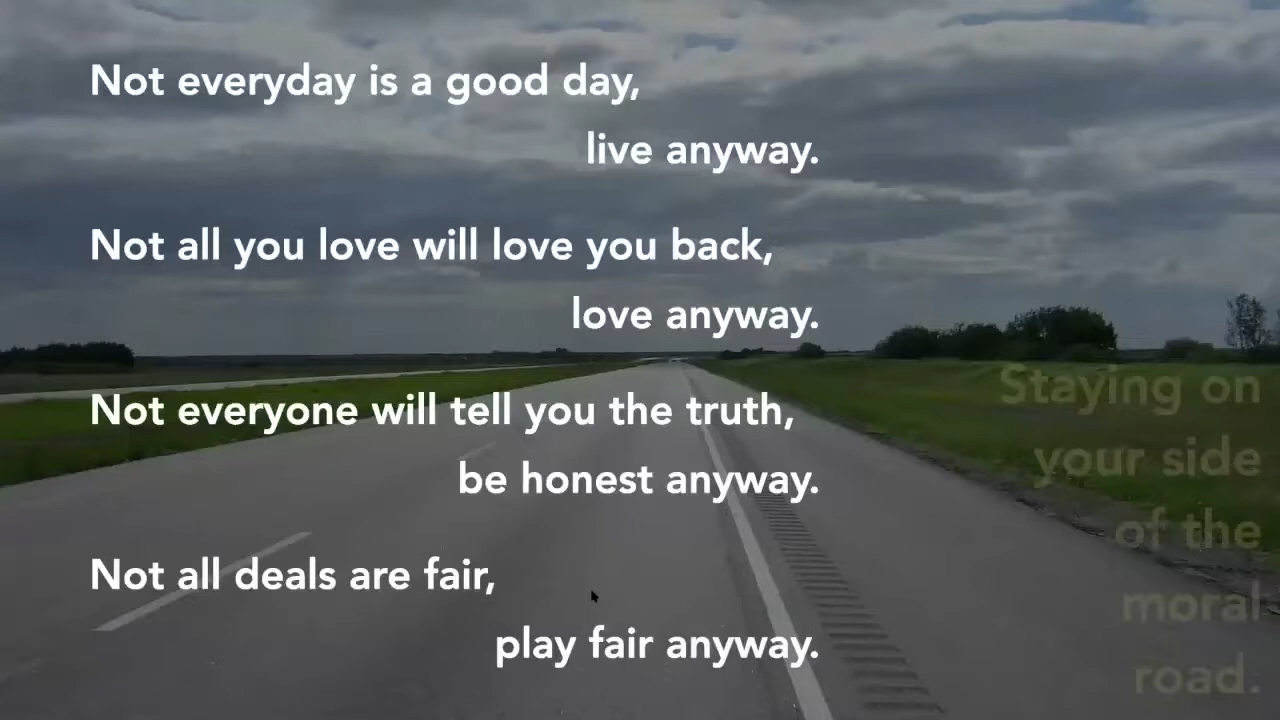 Not everyday is a good day,
live anyway.
Not all you love will love you back,
love anyway.
Not everyone will tell you the truth,
be honest anyway.
Not all deals are fair,
play fair anyway.
Staying on
your side
of the
moral
road.